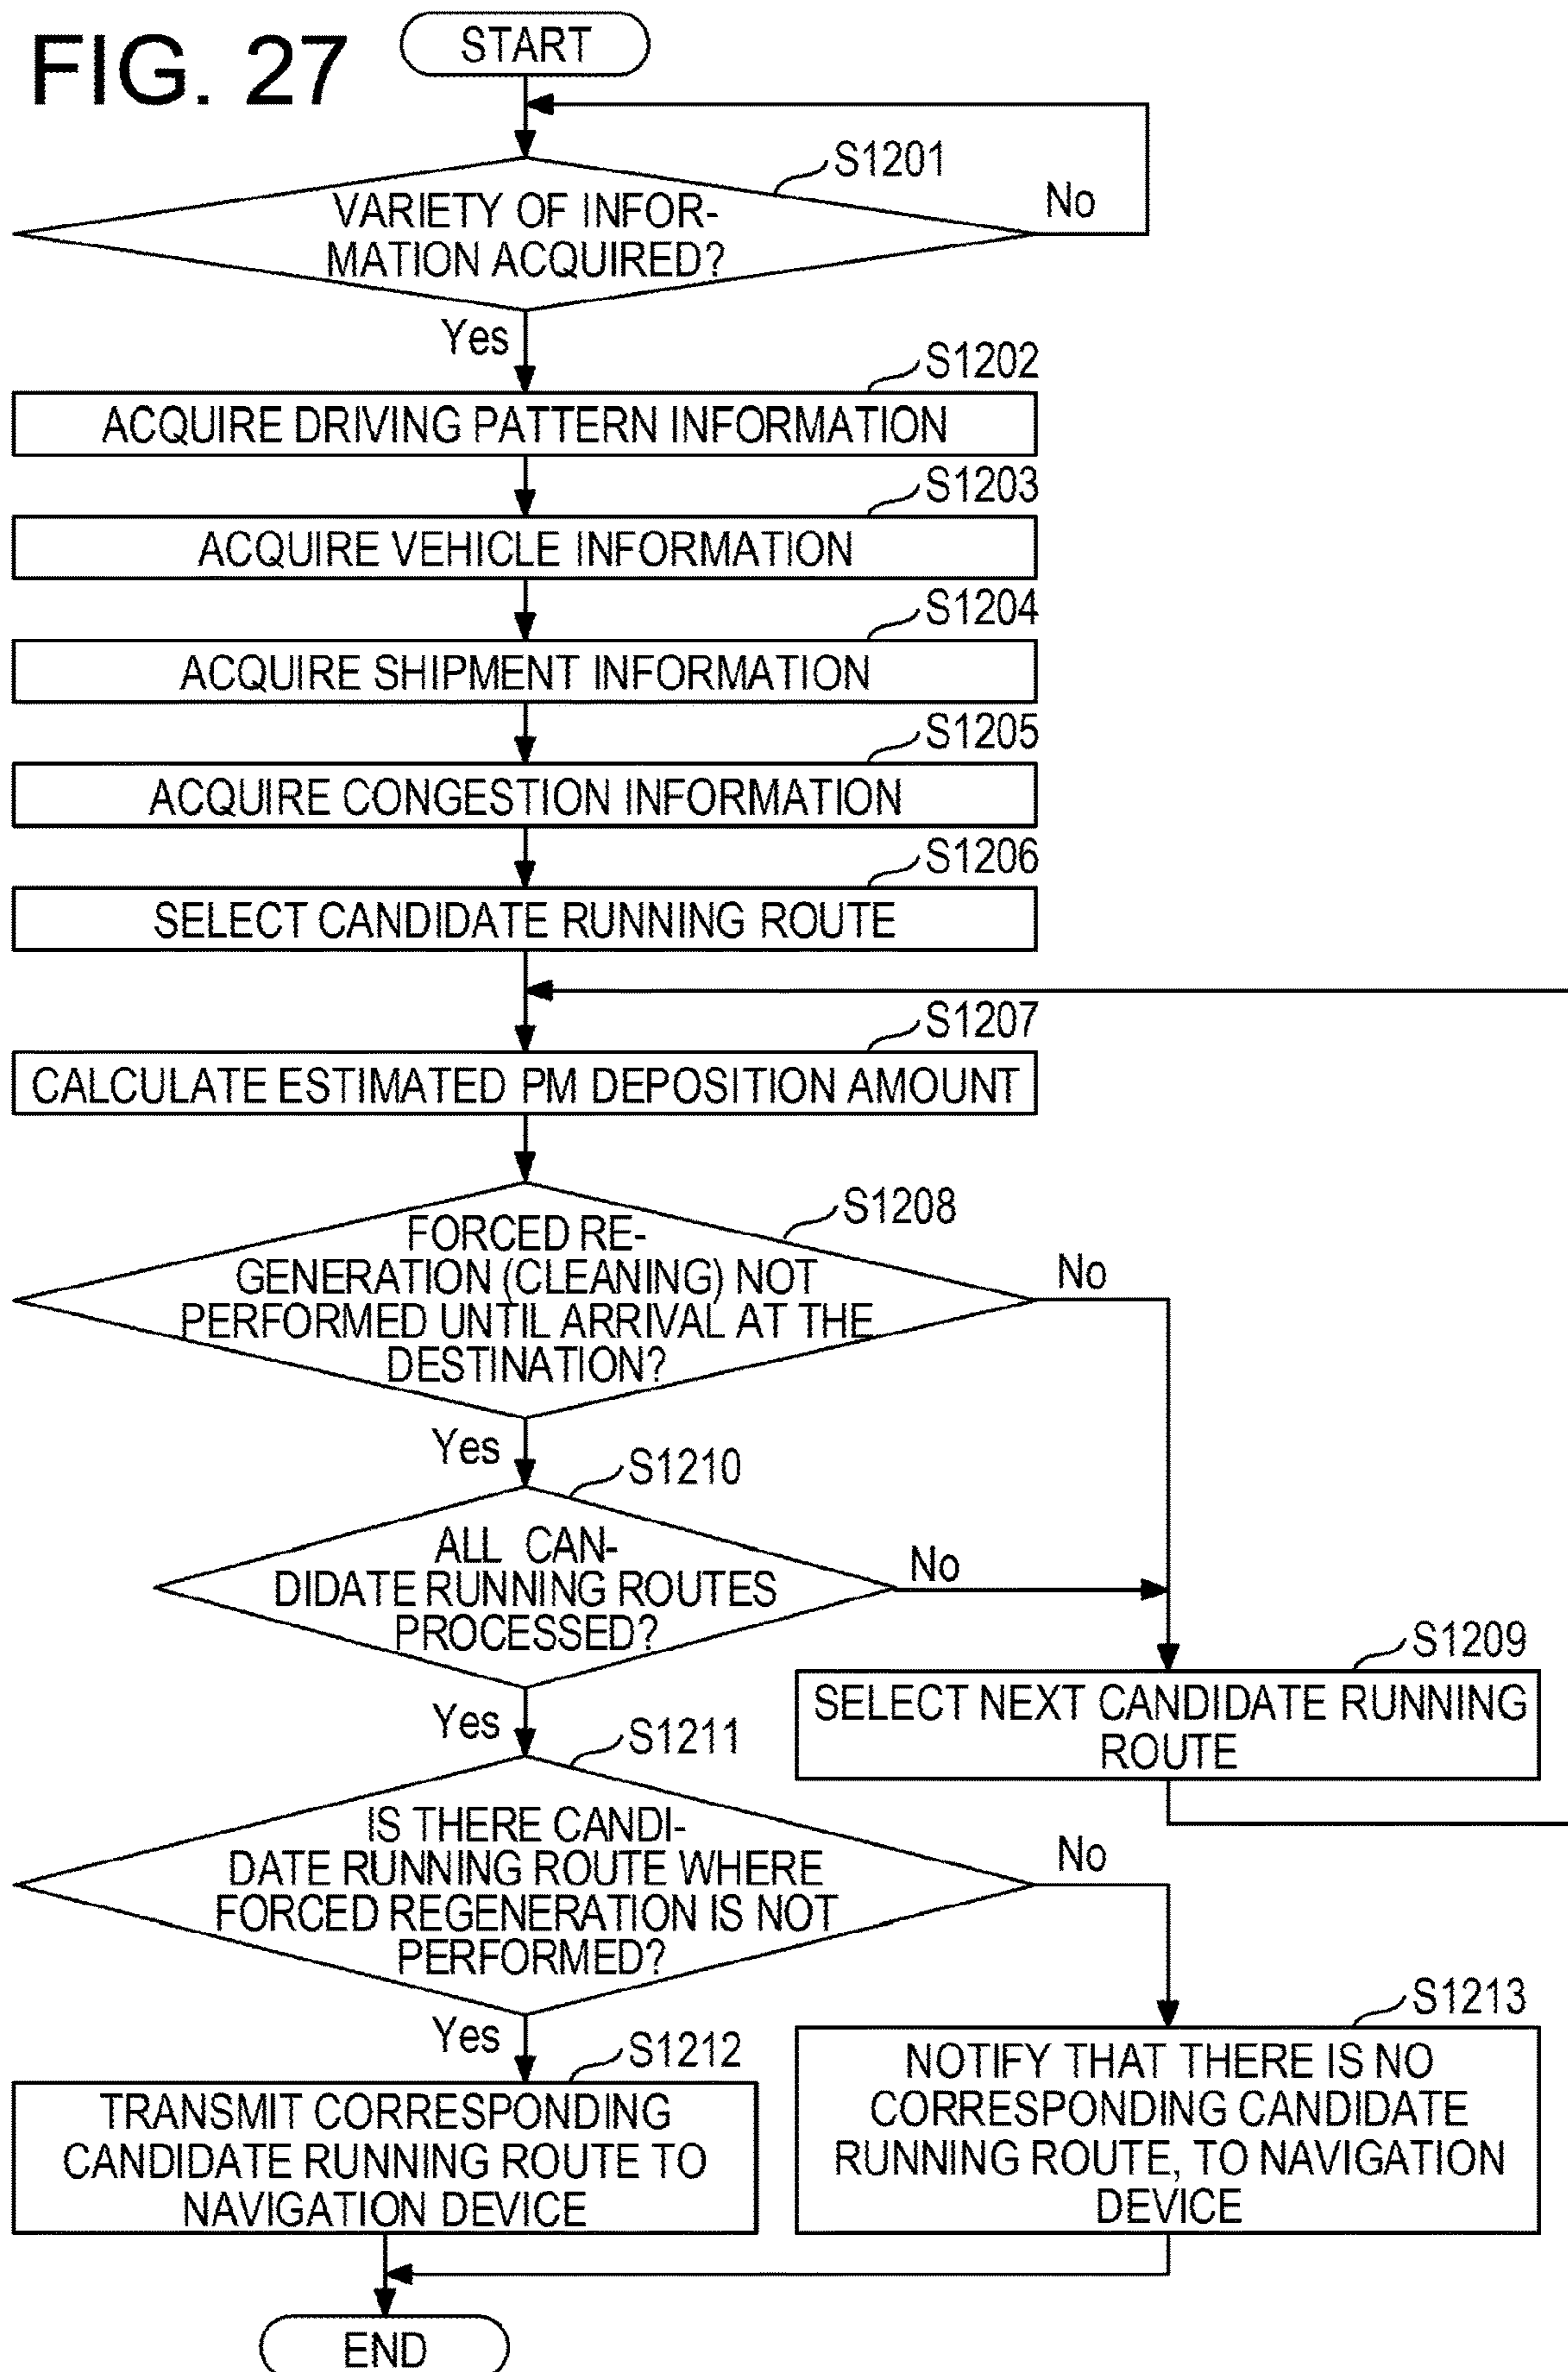 FIG. 27
START
S1201
VARIETY OF INFOR-
MATION ACQUIRED?
No
Yes
S1202
ACQUIRE DRIVING PATTERN INFORMATION
S1203
ACQUIRE VEHICLE INFORMATION
S1204
ACQUIRE SHIPMENT INFORMATION
S1205
ACQUIRE CONGESTION INFORMATION
S1206
SELECT CANDIDATE RUNNING ROUTE
S1207
CALCULATE ESTIMATED PM DEPOSITION AMOUNT
S1208
FORCED RE-
GENERATION (CLEANING) NOT
PERFORMED UNTIL ARRIVAL AT THE
DESTINATION?
No
Yes
S1210
ALL CAN-
DIDATE RUNNING ROUTES
PROCESSED?
No
S1209
SELECT NEXT CANDIDATE RUNNING
ROUTE
Yes
S1211
IS THERE CANDI-
DATE RUNNING ROUTE WHERE
FORCED REGENERATION IS NOT
PERFORMED?
No
Yes
S1212
TRANSMIT CORRESPONDING
CANDIDATE RUNNING ROUTE TO
NAVIGATION DEVICE
S1213
NOTIFY THAT THERE IS NO
CORRESPONDING CANDIDATE
RUNNING ROUTE, TO NAVIGATION
DEVICE
END